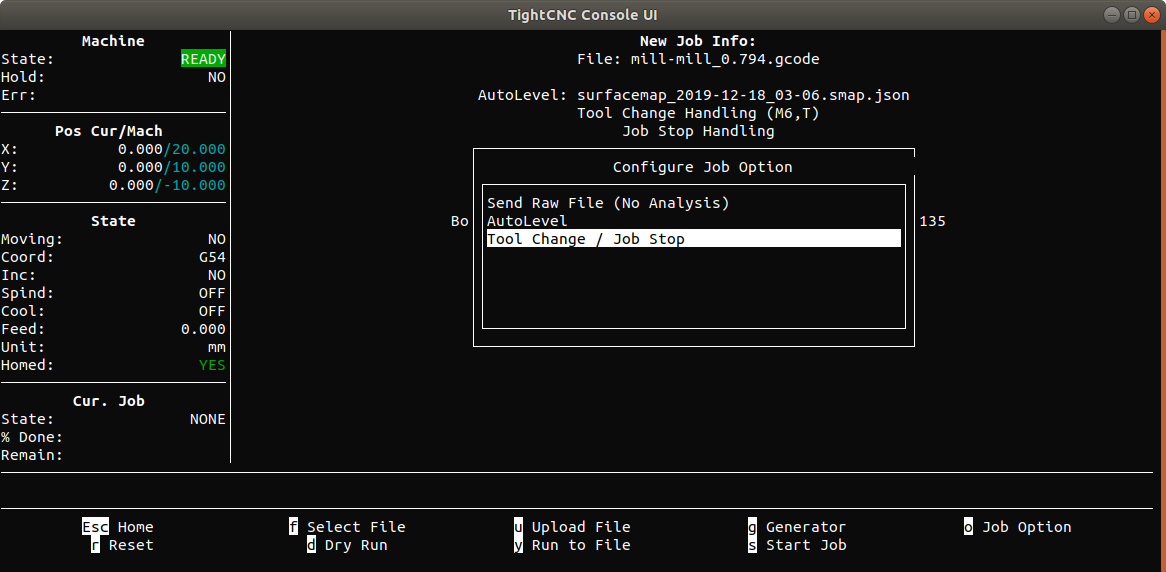 TightCNC Console UI
Machine
State: READY
Hold: NO
Err:
Pos Cur/Mach
X: 0.000/20.000
Y: 0.000/10.000
Z: 0.000/-10.000
State
Moving: NO
Coord: G54
Inc: NO
Spind: OFF
Cool: OFF
Feed: 0.000
Unit: mm
Homed: YES
Cur. Job
State: NONE
% Done:
Remain:
New Job Info:
File: mill-mill_0.794.gcode
AutoLevel: surfacemap_2019-12-18_03-06.smap.json
Tool Change Handling (M6,T)
Job Stop Handling
Configure Job Option
Send Raw File (No Analysis)
Bo AutoLevel 135
Tool Change / Job Stop
Esc Home f Select File u Upload File g Generator o Job Option
r Reset d Dry Run y Run to File s Start Job